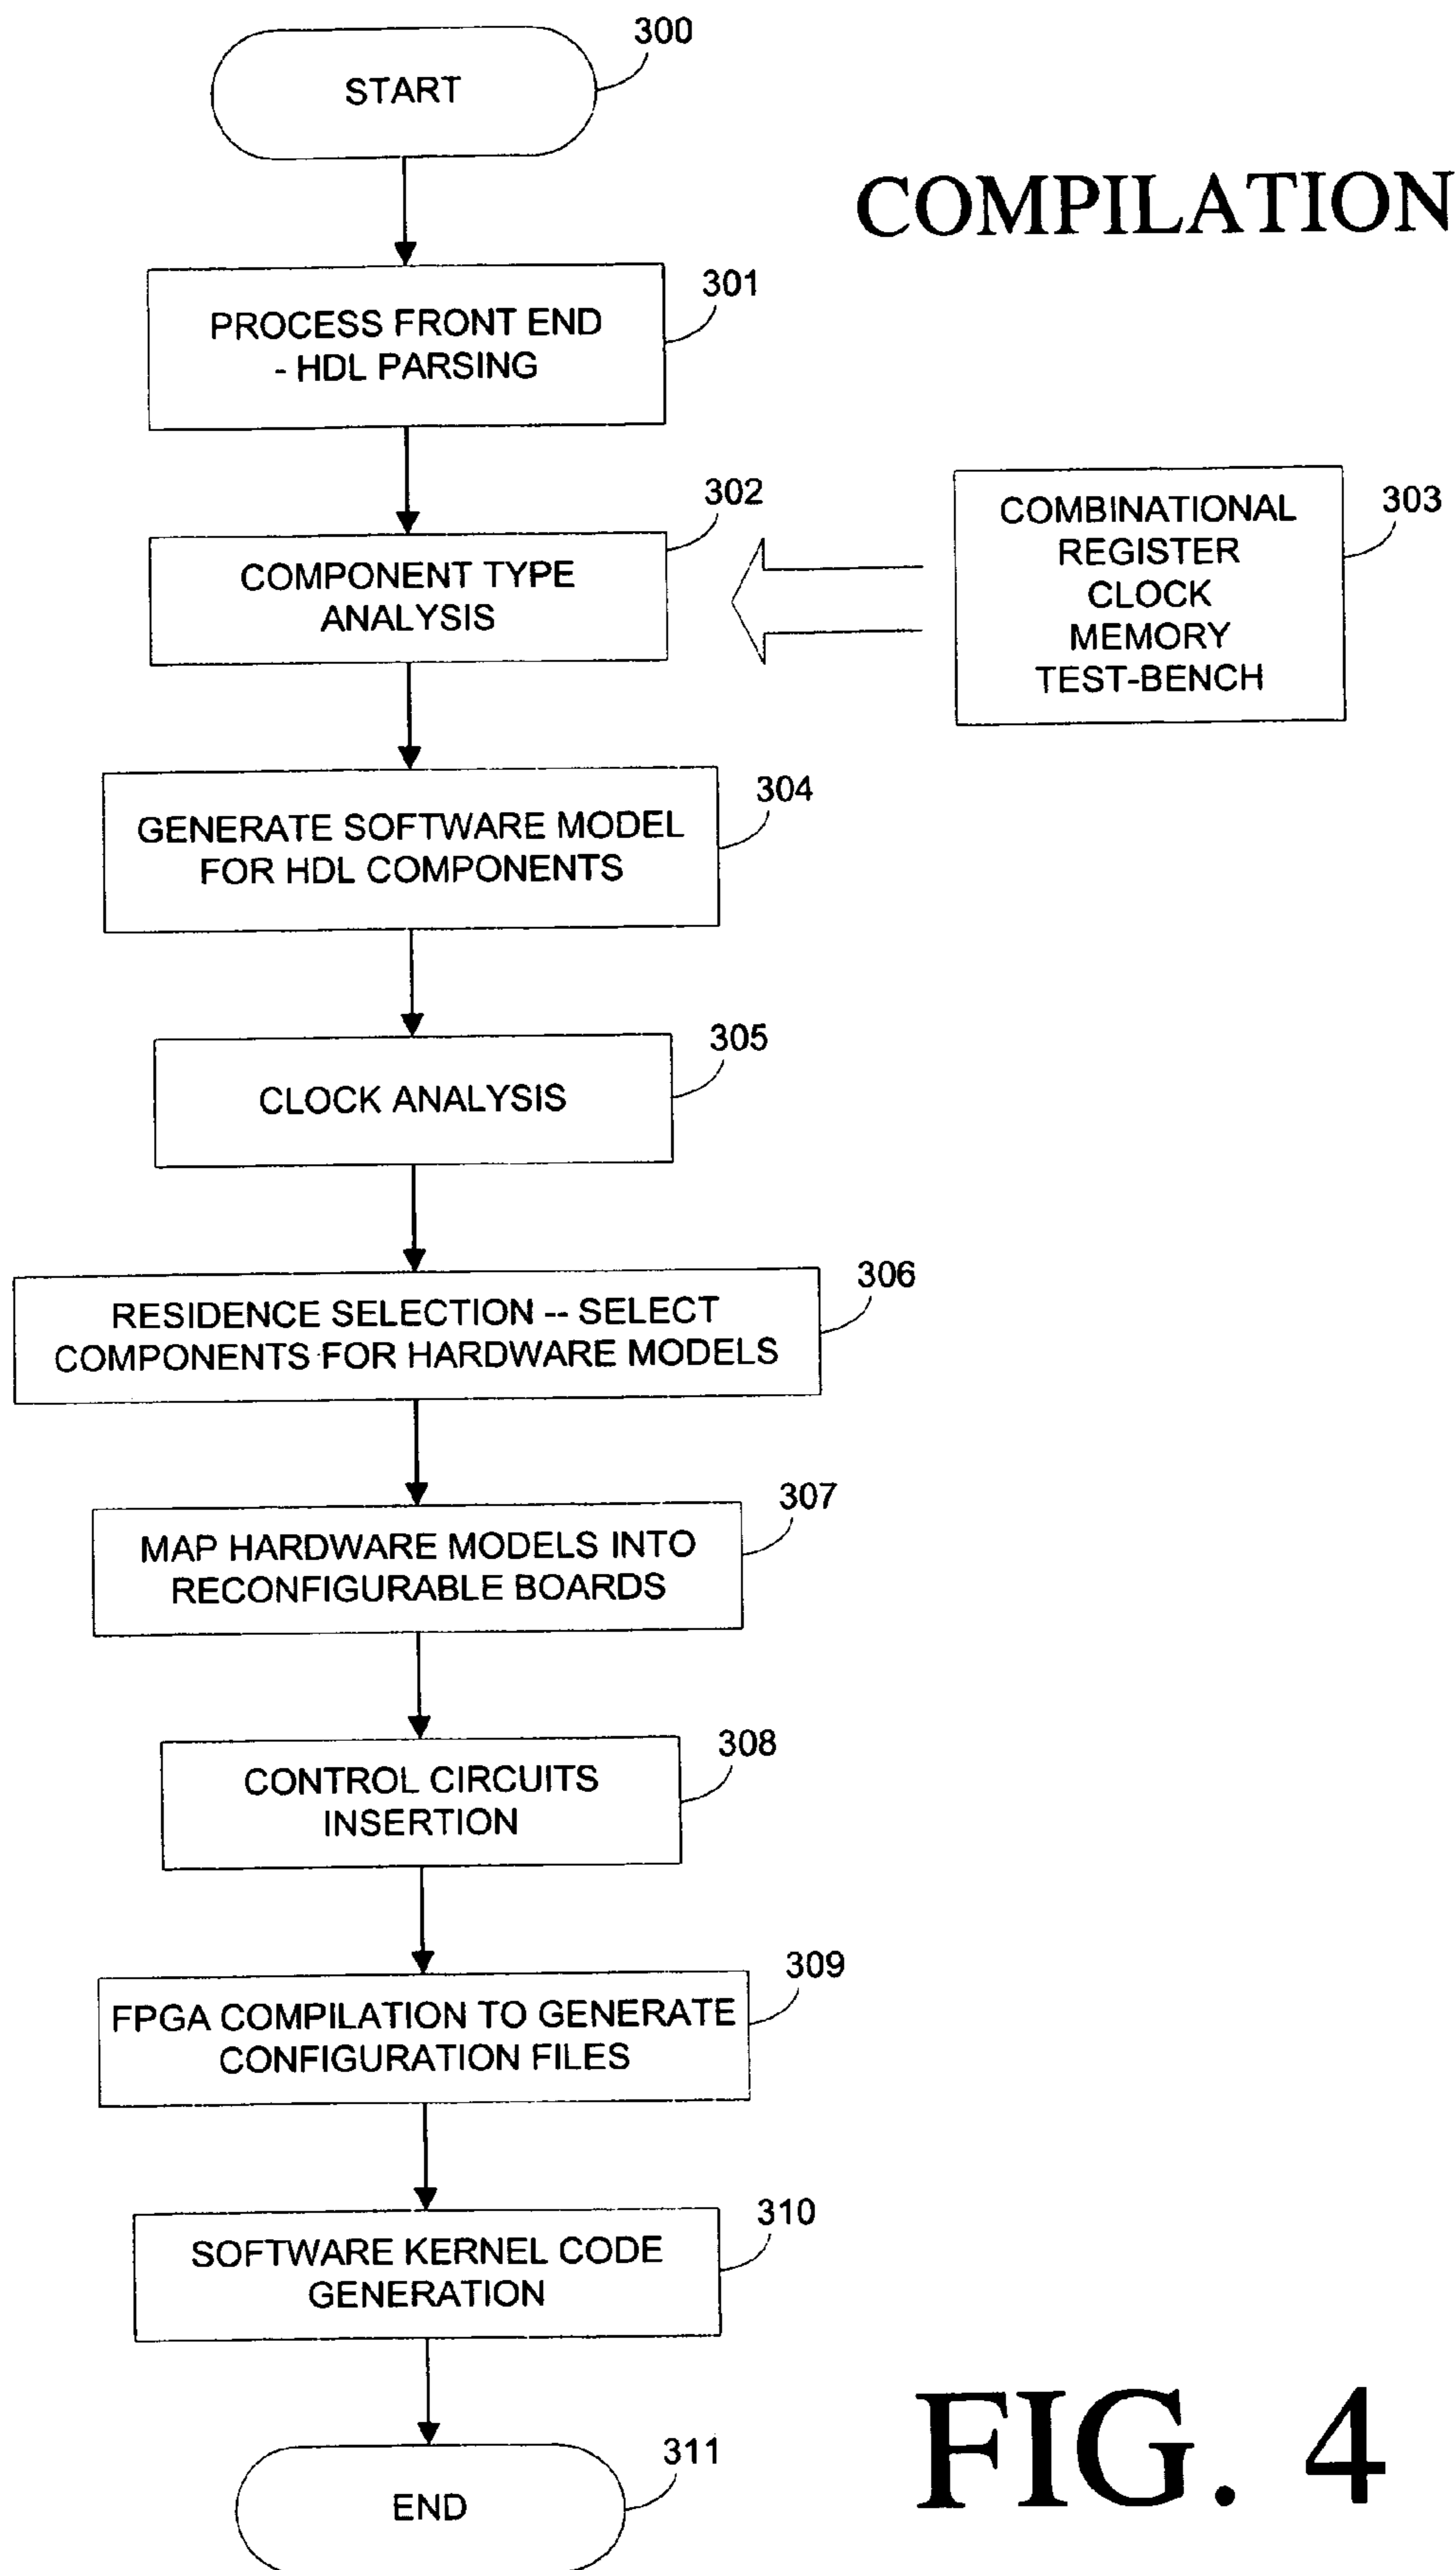 300
START
COMPILATION
301
PROCESS FRONT END
- HDL PARSING
302
COMPONENT TYPE
ANALYSIS
303
COMBINATIONAL
REGISTER
CLOCK
MEMORY
TEST-BENCH
304
GENERATE SOFTWARE MODEL
FOR HDL COMPONENTS
305
CLOCK ANALYSIS
306
RESIDENCE SELECTION -- SELECT
COMPONENTS FOR HARDWARE MODELS
307
MAP HARDWARE MODELS INTO
RECONFIGURABLE BOARDS
308
CONTROL CIRCUITS
INSERTION
309
FPGA COMPILATION TO GENERATE
CONFIGURATION FILES
310
SOFTWARE KERNEL CODE
GENERATION
311
END
FIG. 4